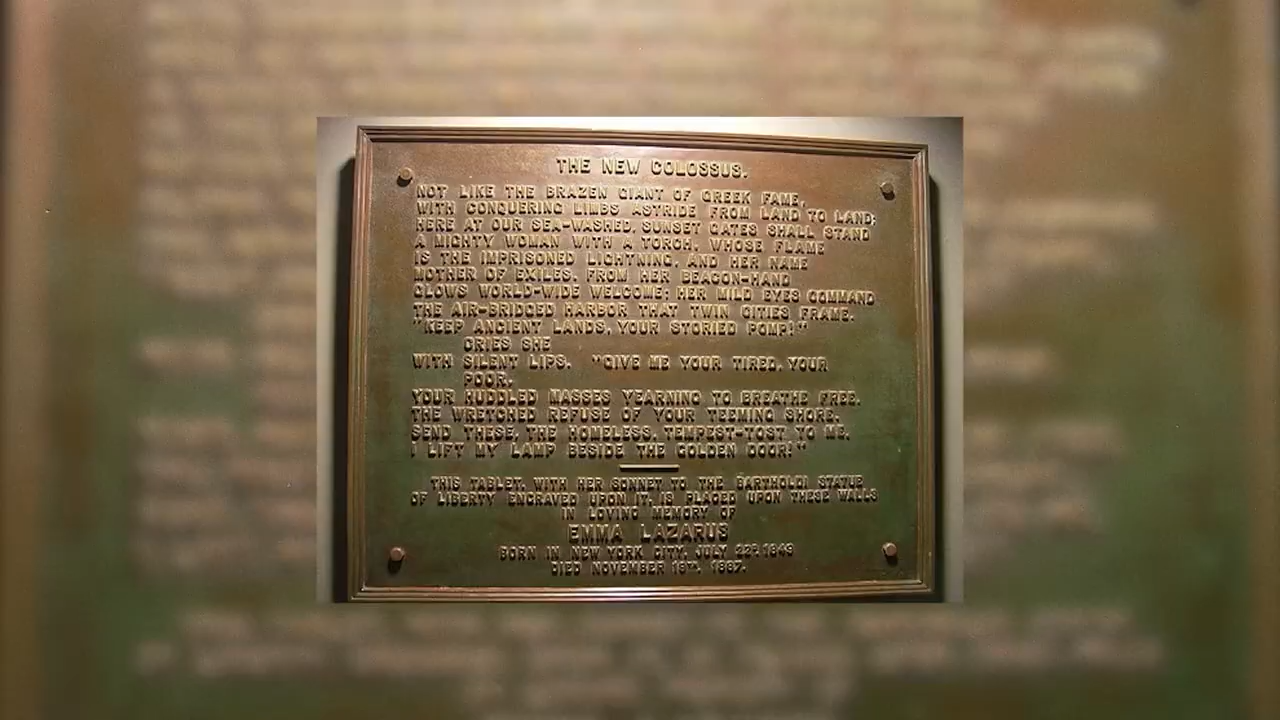 THE NEW COLOSSUS.
NOT LIKE THE BRAZEN GIANT OF GREEK FAME,
WITH CONQUERING LIMBS ASTRIDE FROM LAND TO LAND;
HERE AT OUR SEA-WASHED, SUNSET GATES SHALL STAND
A MIGHTY WOMAN WITH A TORCH, WHOSE FLAME
IS THE IMPRISONED LIGHTNING, AND HER NAME
MOTHER OF EXILES. FROM HER BEACON-HAND
GLOWS WORLD-WIDE WELCOME; HER MILD EYES COMMAND
THE AIR-BRIDGED HARBOR THAT TWIN CITIES FRAME.
"KEEP ANCIENT LANDS, YOUR STORIED POMP!"
CRIES SHE
WITH SILENT LIPS. "GIVE ME YOUR TIRED, YOUR
POOR,
YOUR HUDDLED MASSES YEARNING TO BREATHE FREE,
THE WRETCHED REFUSE OF YOUR TEEMING SHORE.
SEND THESE, THE HOMELESS, TEMPEST-TOST TO ME,
I LIFT MY LAMP BESIDE THE GOLDEN DOOR!"
THIS TABLET, WITH HER SONNET TO THE BARTHOLDI STATUE
OF LIBERTY ENGRAVED UPON IT, IS PLACED UPON THESE WALLS
IN LOVING MEMORY OF
EMMA LAZARUS
BORN IN NEW YORK CITY, JULY 22D, 1849
DIED NOVEMBER 19TH, 1887.